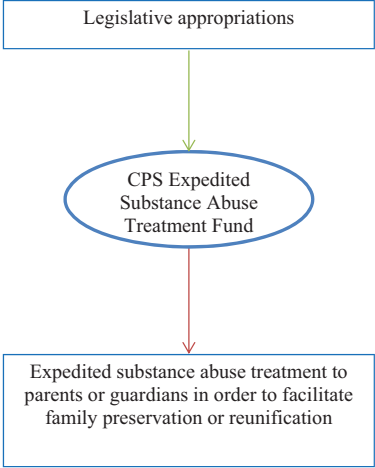 Legislative appropriations
CPS Expedited
Substance Abuse
Treatment Fund
Expedited substance abuse treatment to
parents or guardians in order to facilitate
family preservation or reunification